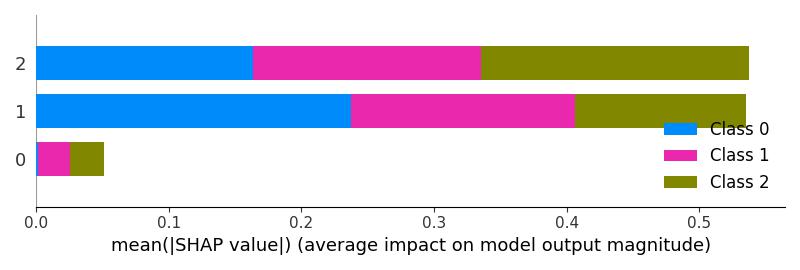 2
1
0
Class 0
Class 1
Class 2
0.0 0.1 0.2 0.3 0.4 0.5
mean(|SHAP value|) (average impact on model output magnitude)